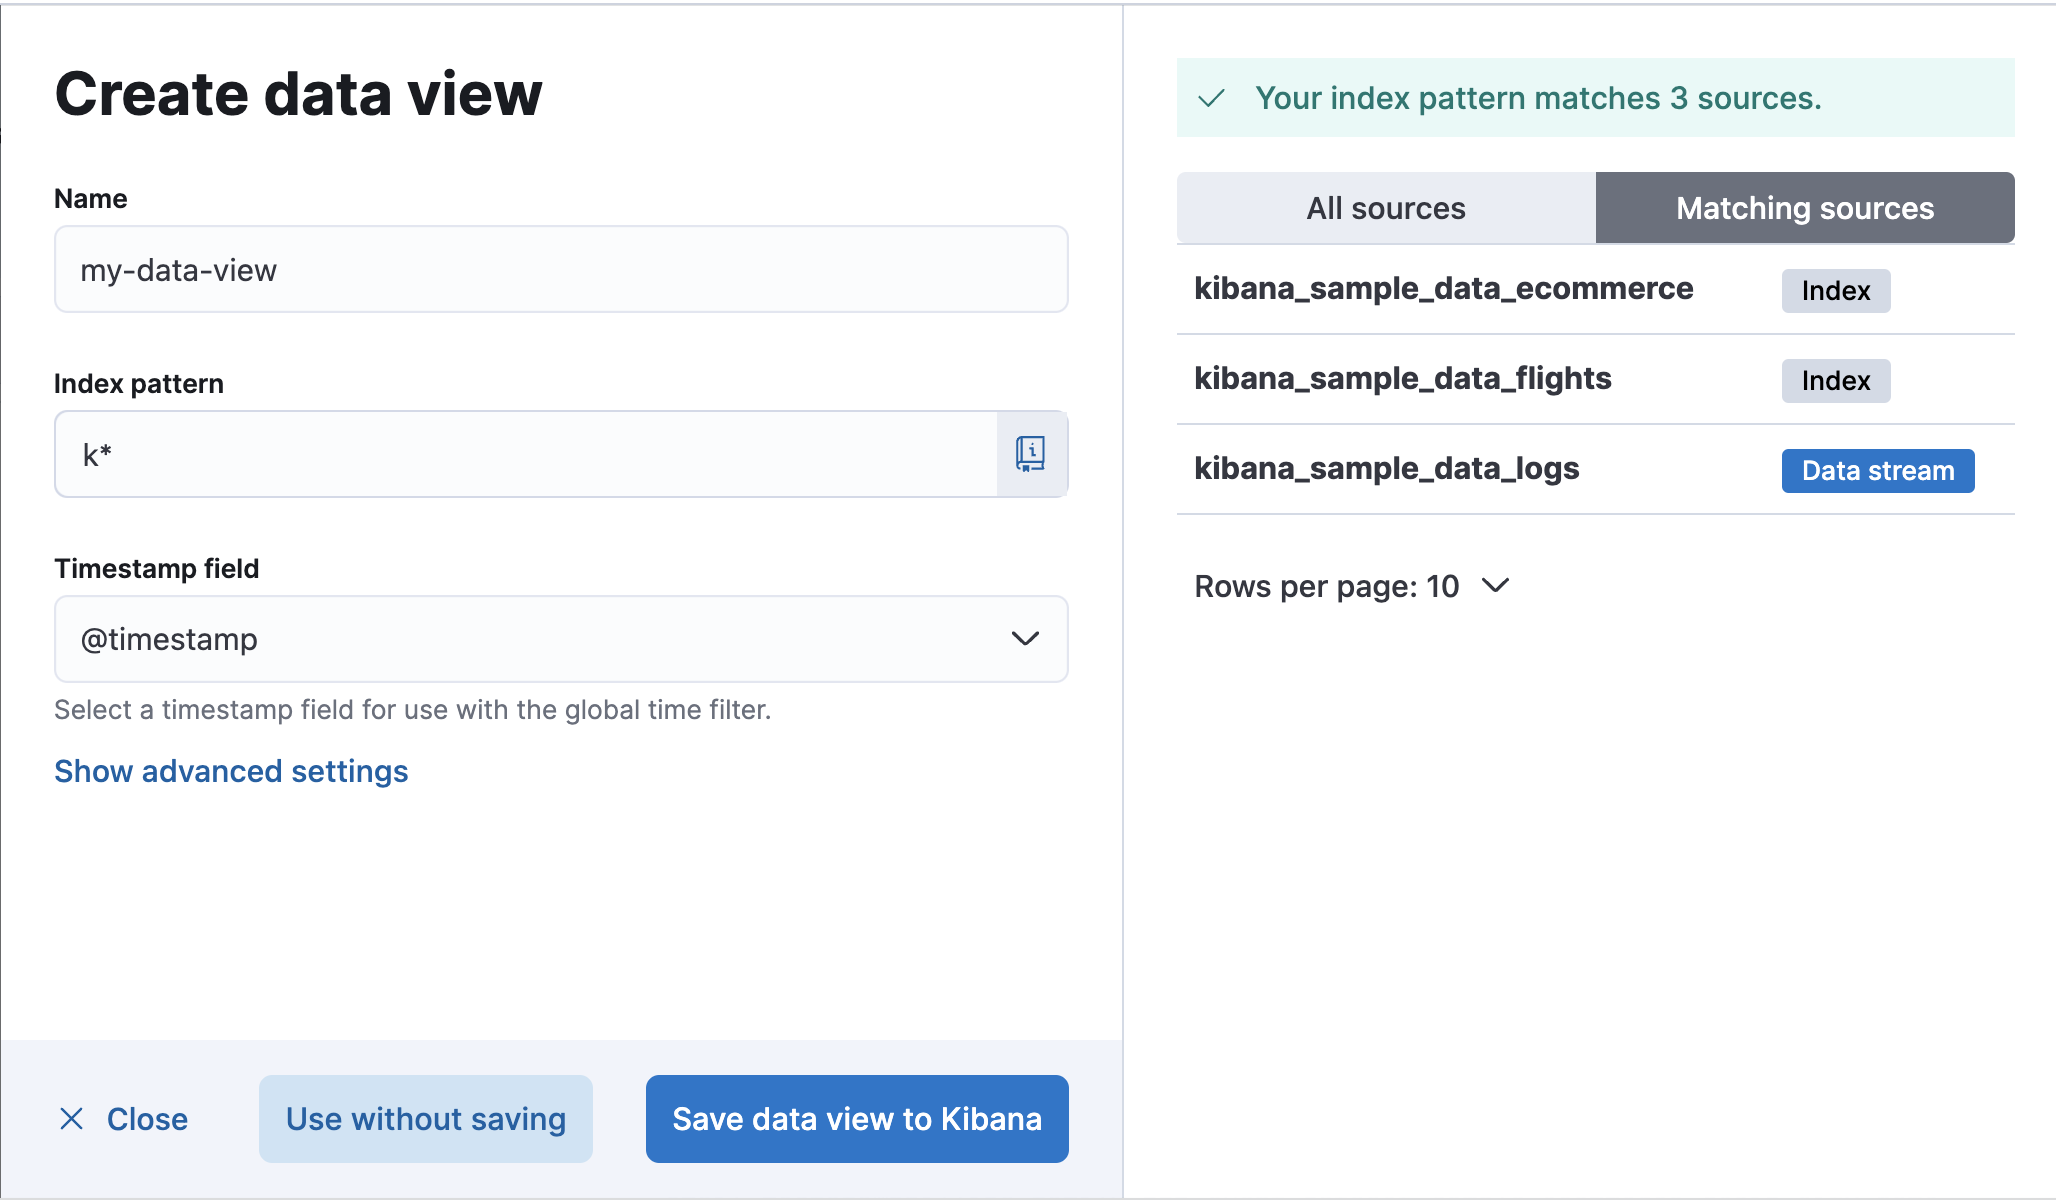 Create data view
Name
my-data-view
Index pattern
k*
Timestamp field
@timestamp
Select a timestamp field for use with the global time filter.
Show advanced settings
Close
Use without saving
Save data view to Kibana
Your index pattern matches 3 sources.
All sources
Matching sources
kibana_sample_data_ecommerce Index
kibana_sample_data_flights Index
kibana_sample_data_logs Data stream
Rows per page: 10